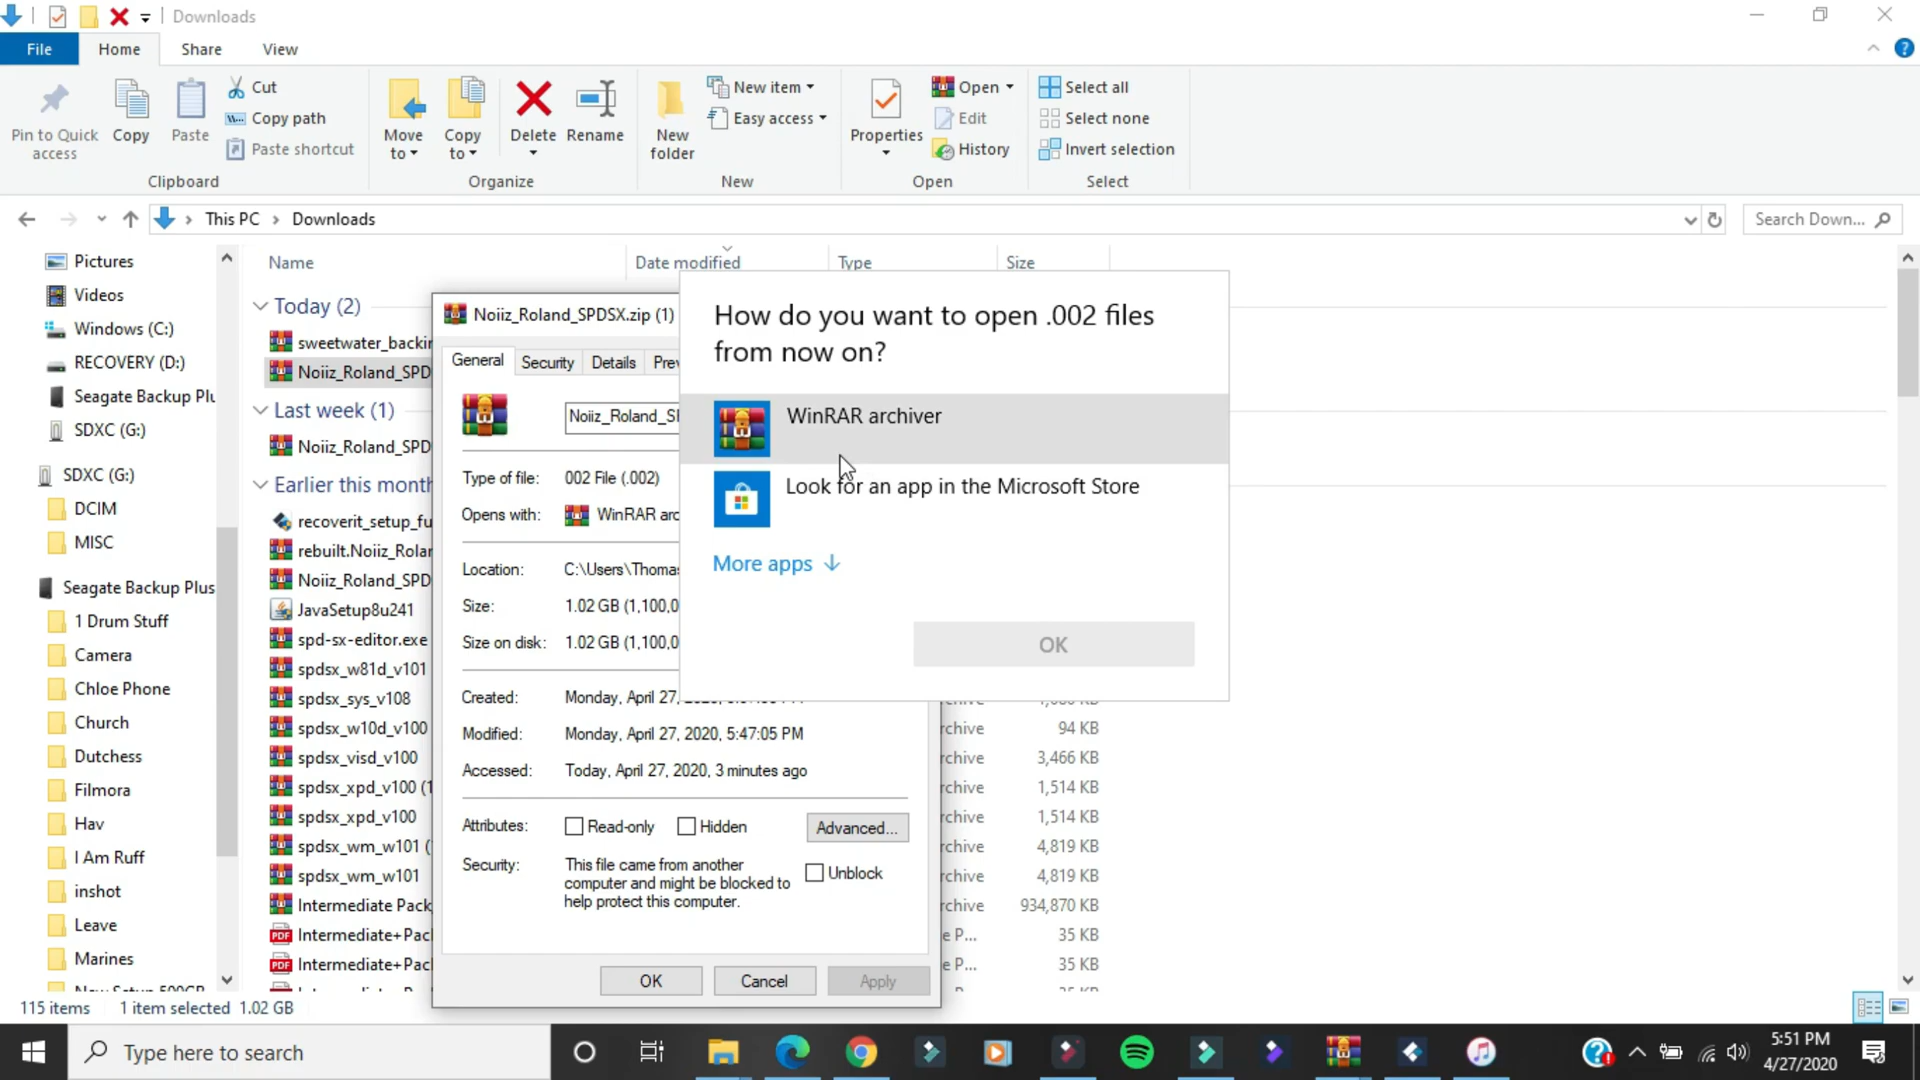 Downloads
File Home Share View
Pin to Quick access
Copy
Paste
Cut
Copy path
Paste shortcut
Clipboard
Move to
Copy to
Delete
Rename
Organize
New folder
New item
Easy access
New
Properties
Open
Edit
History
Open
Select all
Select none
Invert selection
Select
This PC > Downloads
Search Down...
Pictures
Videos
Windows (C:)
RECOVERY (D:)
Seagate Backup Plu
SDXC (G:)
SDXC (G:)
DCIM
MISC
Seagate Backup Plus
1 Drum Stuff
Camera
Chloe Phone
Church
Dutchess
Filmora
Hav
I Am Ruff
inshot
Leave
Marines
Name Date modified Type Size
Today (2)
sweetwater_backin
Noiiz_Roland_SPD
Last week (1)
Noiiz_Roland_SPD
Earlier this month
recoverit_setup_fu
rebuilt.Noiiz_Rolan
Noiiz_Roland_SPD
JavaSetup8u241
spd-sx-editor.exe
spdsx_w81d_v101
spdsx_sys_v108
spdsx_w10d_v100 rchive 94 KB
spdsx_visd_v100 rchive 3,466 KB
spdsx_xpd_v100 (1 rchive 1,514 KB
spdsx_xpd_v100 rchive 1,514 KB
spdsx_wm_w101 ( rchive 4,819 KB
spdsx_wm_w101 rchive 4,819 KB
Intermediate Pack rchive 934,870 KB
Intermediate+Pac e P... 35 KB
Intermediate+Pac e P... 35 KB
Noiiz_Roland_SPDSX.zip (1)
General Security Details Prev
Noiiz_Roland_SP
Type of file: 002 File (.002)
Opens with: WinRAR arc
Location: C:\Users\Thomas
Size: 1.02 GB (1,100,0
Size on disk: 1.02 GB (1,100,0
Created: Monday, April 27,
Modified: Monday, April 27, 2020, 5:47:05 PM
Accessed: Today, April 27, 2020, 3 minutes ago
Attributes: Read-only Hidden Advanced...
Security: This file came from another computer and might be blocked to help protect this computer. Unblock
OK Cancel Apply
How do you want to open .002 files
from now on?
WinRAR archiver
Look for an app in the Microsoft Store
More apps
OK
115 items 1 item selected 1.02 GB
Type here to search
5:51 PM
4/27/2020